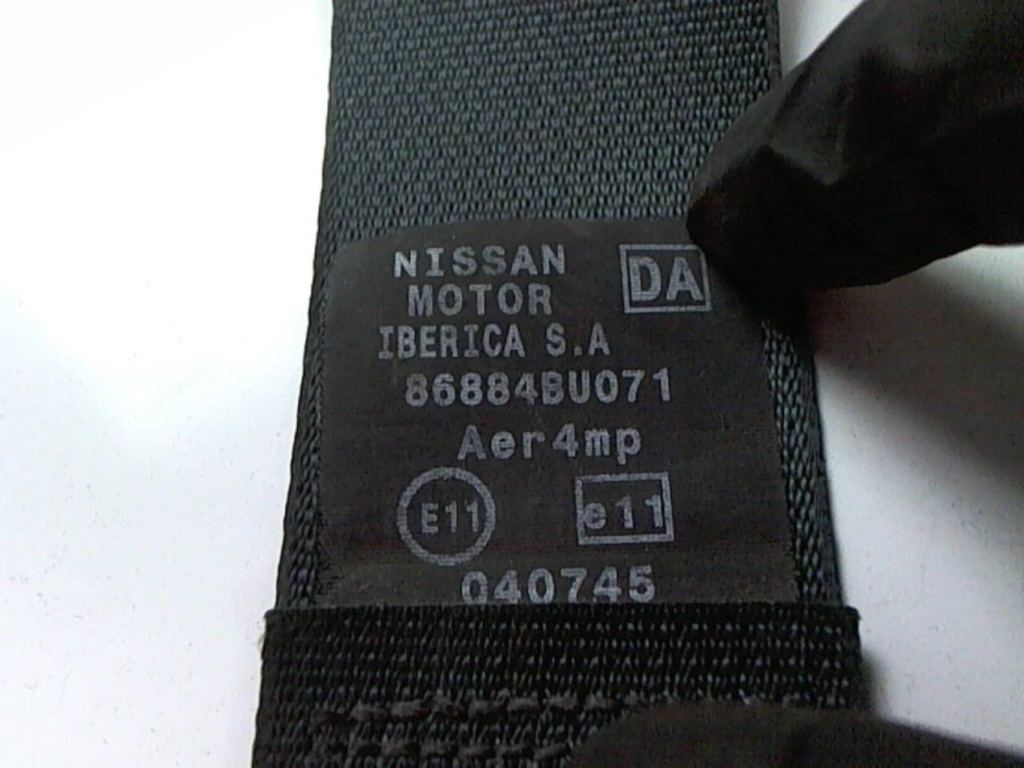 NISSAN DA
MOTOR
IBERICA S.A
86884BU071
Aer4mp
E11 e11
040745